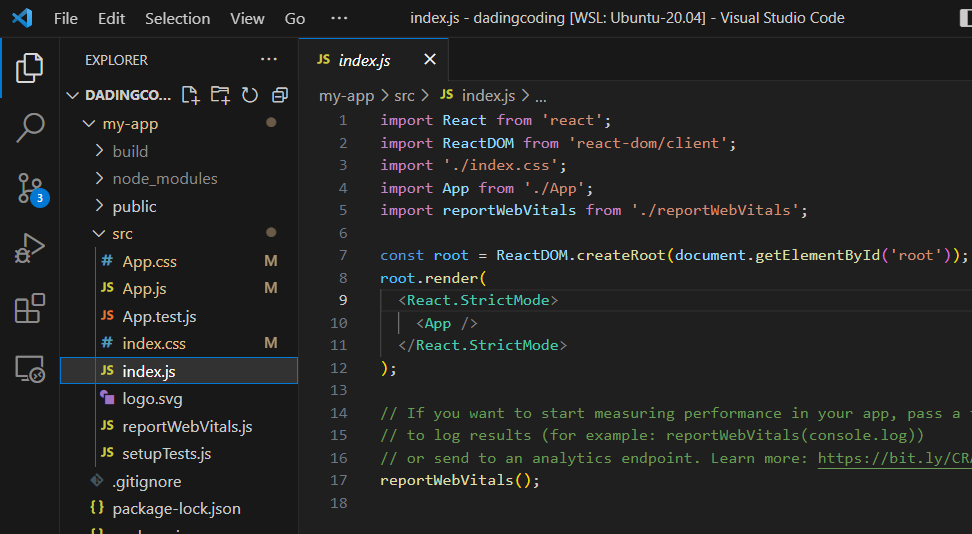 File Edit Selection View Go ··· index.js - dadingcoding [WSL: Ubuntu-20.04] - Visual Studio Code
EXPLORER ···
DADINGCO...
my-app
build
node_modules
public
src
# App.css M
JS App.js M
JS App.test.js
# index.css M
JS index.js
logo.svg
JS reportWebVitals.js
JS setupTests.js
.gitignore
{} package-lock.json
3
JS index.js
my-app > src > JS index.js > ...
1 import React from 'react';
2 import ReactDOM from 'react-dom/client';
3 import './index.css';
4 import App from './App';
5 import reportWebVitals from './reportWebVitals';
6
7 const root = ReactDOM.createRoot(document.getElementById('root'));
8 root.render(
9 <React.StrictMode>
10 <App />
11 </React.StrictMode>
12 );
13
14 // If you want to start measuring performance in your app, pass a
15 // to log results (for example: reportWebVitals(console.log))
16 // or send to an analytics endpoint. Learn more: https://bit.ly/CRA
17 reportWebVitals();
18